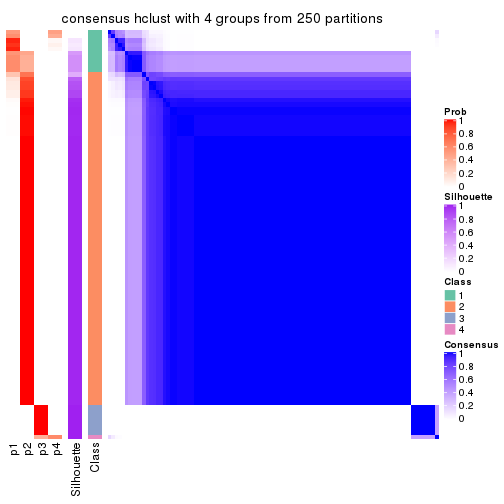 consensus hclust with 4 groups from 250 partitions
Prob
1
0.8
0.6
0.4
0.2
0
Silhouette
1
0.8
0.6
0.4
0.2
0
Class
1
2
3
4
Consensus
1
0.8
0.6
0.4
0.2
0
p1
p2
p3
p4
Silhouette
Class